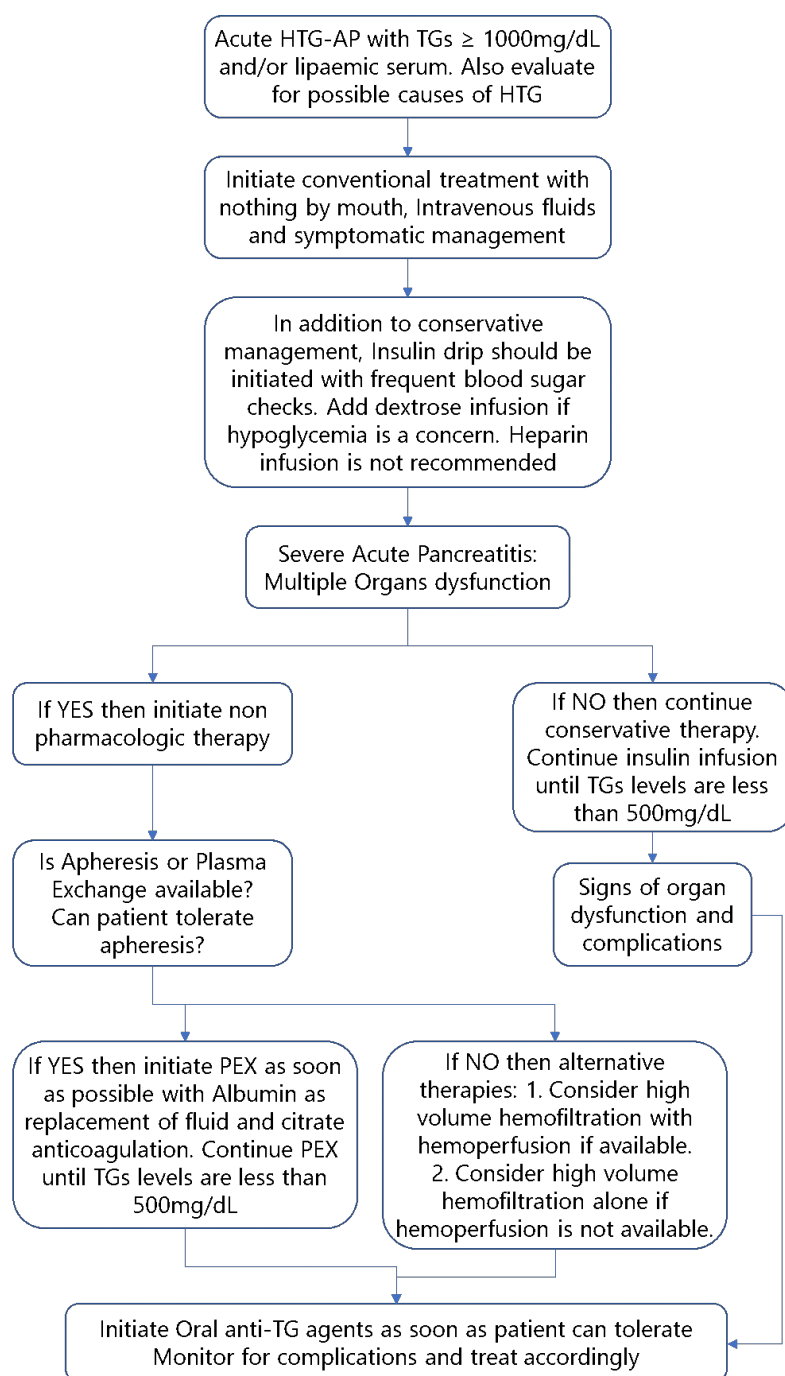 Acute HTG-AP with TGs ≥ 1000mg/dL
and/or lipaemic serum. Also evaluate
for possible causes of HTG
Initiate conventional treatment with
nothing by mouth, Intravenous fluids
and symptomatic management
In addition to conservative
management, Insulin drip should be
initiated with frequent blood sugar
checks. Add dextrose infusion if
hypoglycemia is a concern. Heparin
infusion is not recommended
Severe Acute Pancreatitis:
Multiple Organs dysfunction
If YES then initiate non
pharmacologic therapy
If NO then continue
conservative therapy.
Continue insulin infusion
until TGs levels are less
than 500mg/dL
Is Apheresis or Plasma
Exchange available?
Can patient tolerate
apheresis?
Signs of organ
dysfunction and
complications
If YES then initiate PEX as soon
as possible with Albumin as
replacement of fluid and citrate
anticoagulation. Continue PEX
until TGs levels are less than
500mg/dL
If NO then alternative
therapies: 1. Consider high
volume hemofiltration with
hemoperfusion if available.
2. Consider high volume
hemofiltration alone if
hemoperfusion is not available.
Initiate Oral anti-TG agents as soon as patient can tolerate
Monitor for complications and treat accordingly